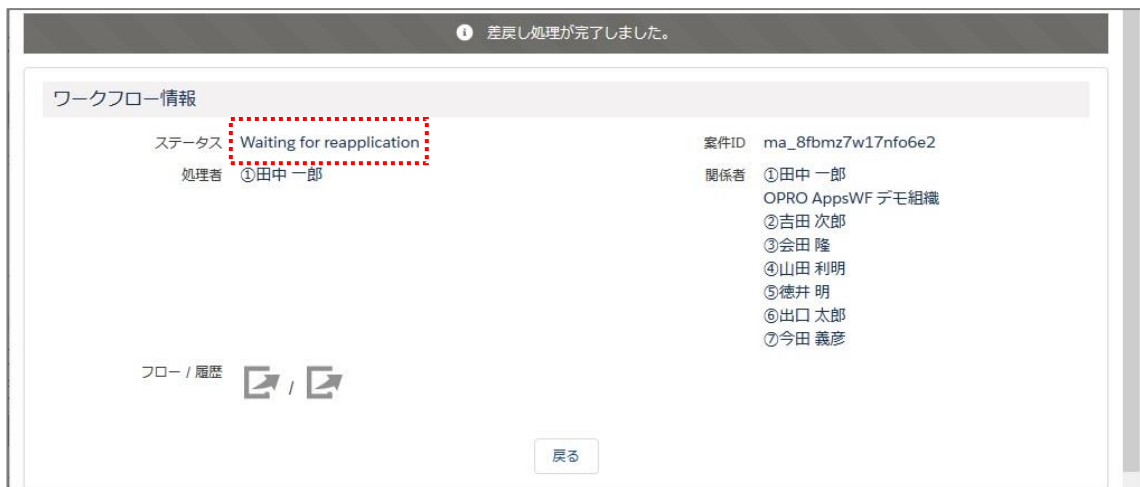 差戻し処理が完了しました。
ワークフロー情報
ステータス Waiting for reapplication
案件ID ma_8fbmz7w17nfo6e2
処理者 ①田中 一郎
関係者 ①田中 一郎
OPRO AppsWF デモ組織
②吉田 次郎
③会田 隆
④山田 利明
⑤徳井 明
⑥出口 太郎
⑦今田 義彦
フロー / 履歴 /
戻る